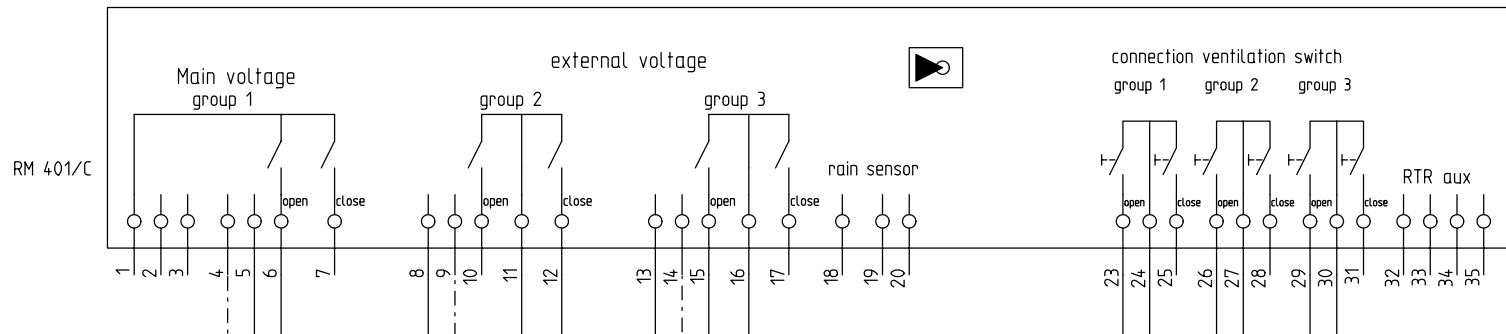 connection ventilation switch
external voltage
Main voltage
group 1 group 2 group 3
group 1 group 2 group 3
RM 401/C
rain sensor
RTR aux
open close open close open close open close open close open close
1 2 3 4 5 6 7 8 9 10 11 12 13 14 15 16 17 18 19 20 23 24 25 26 27 28 29 30 31 32 33 34 35